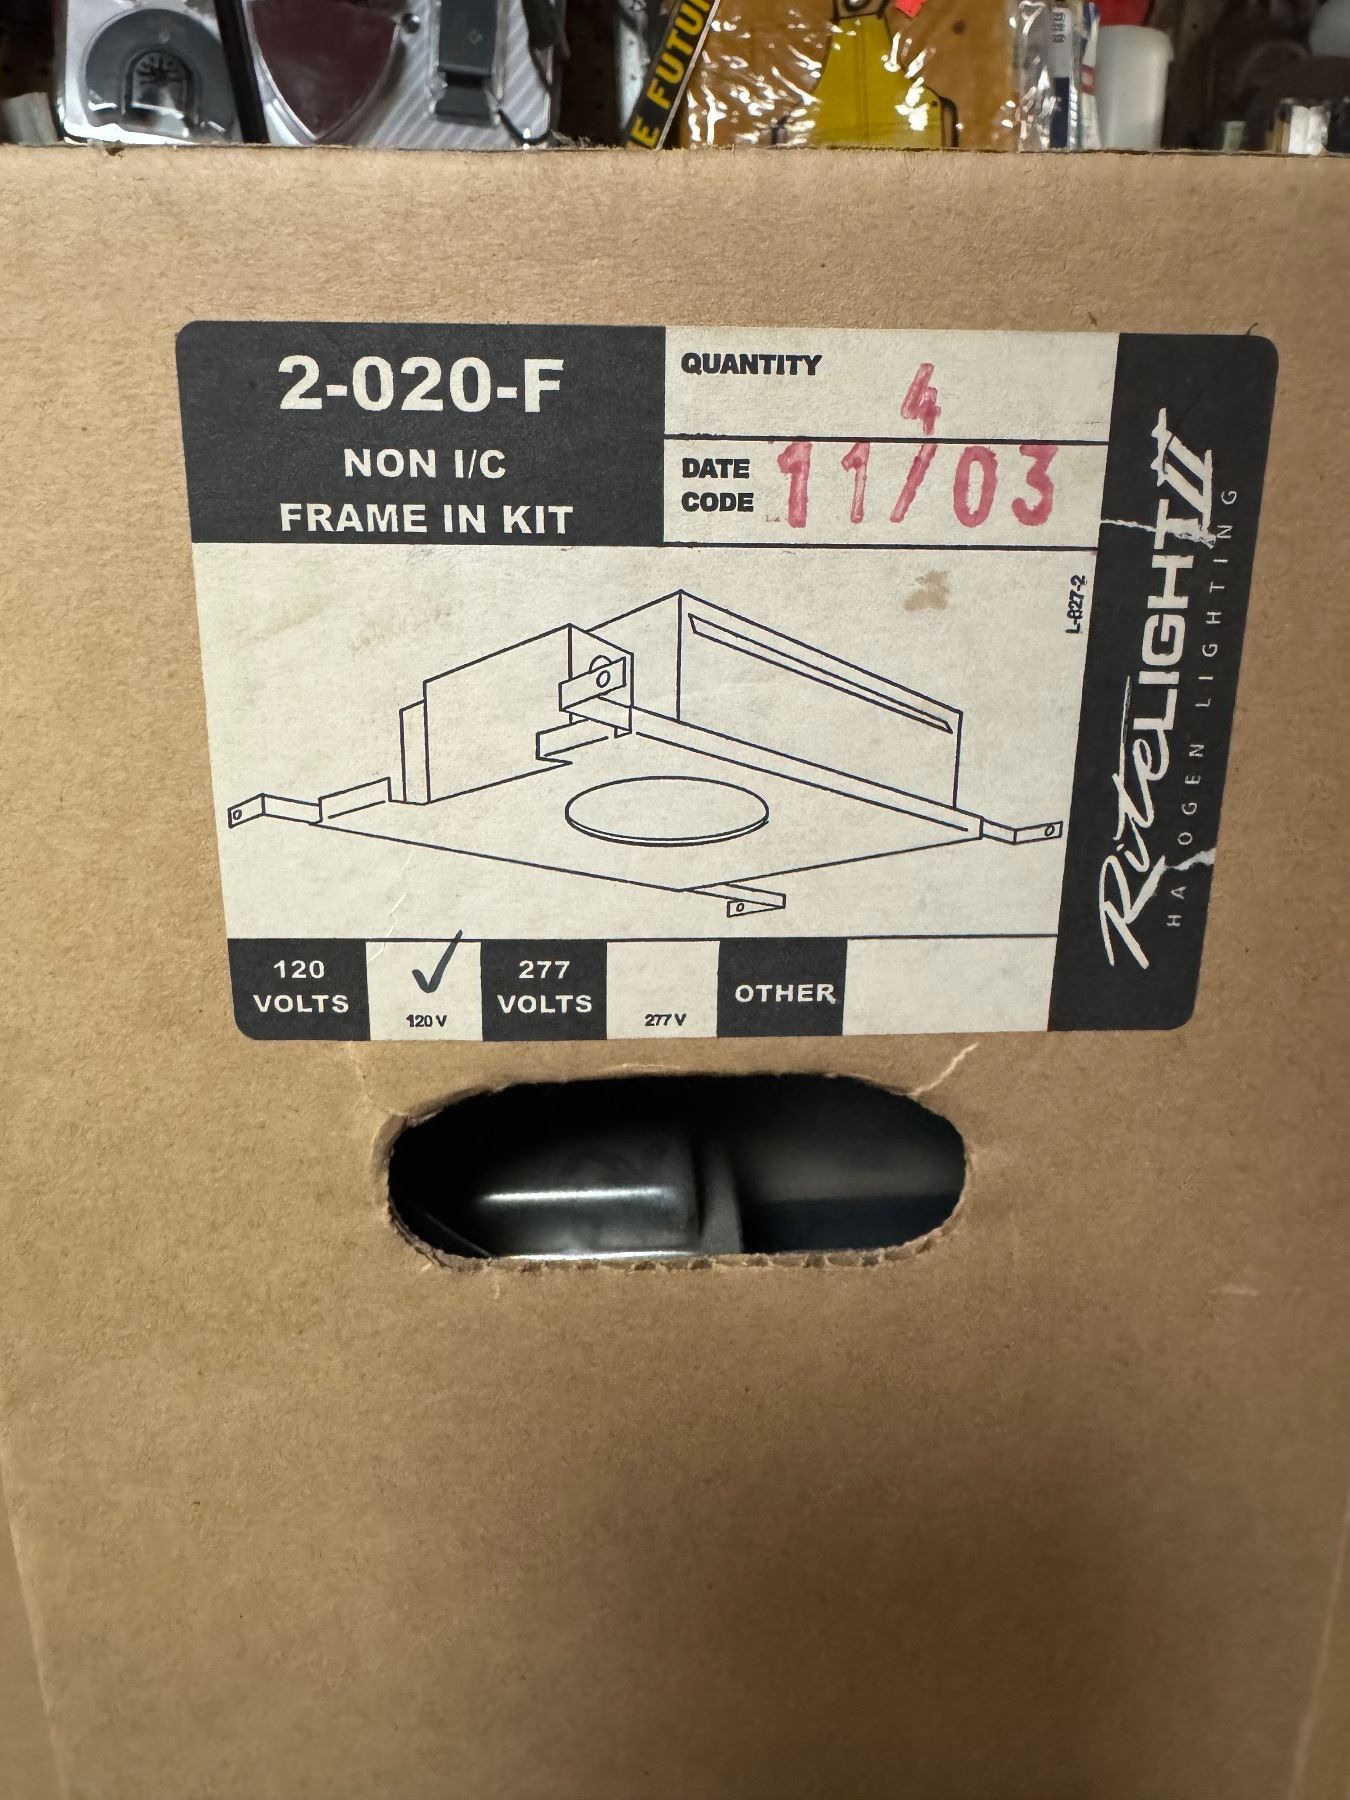 E FUTUR
2-020-F
NON I/C
FRAME IN KIT
QUANTITY 4
DATE
CODE 11/03
L-827-2
RiteLIGHT II
HALOGEN LIGHTING
120
VOLTS
120 V
277
VOLTS
277 V
OTHER